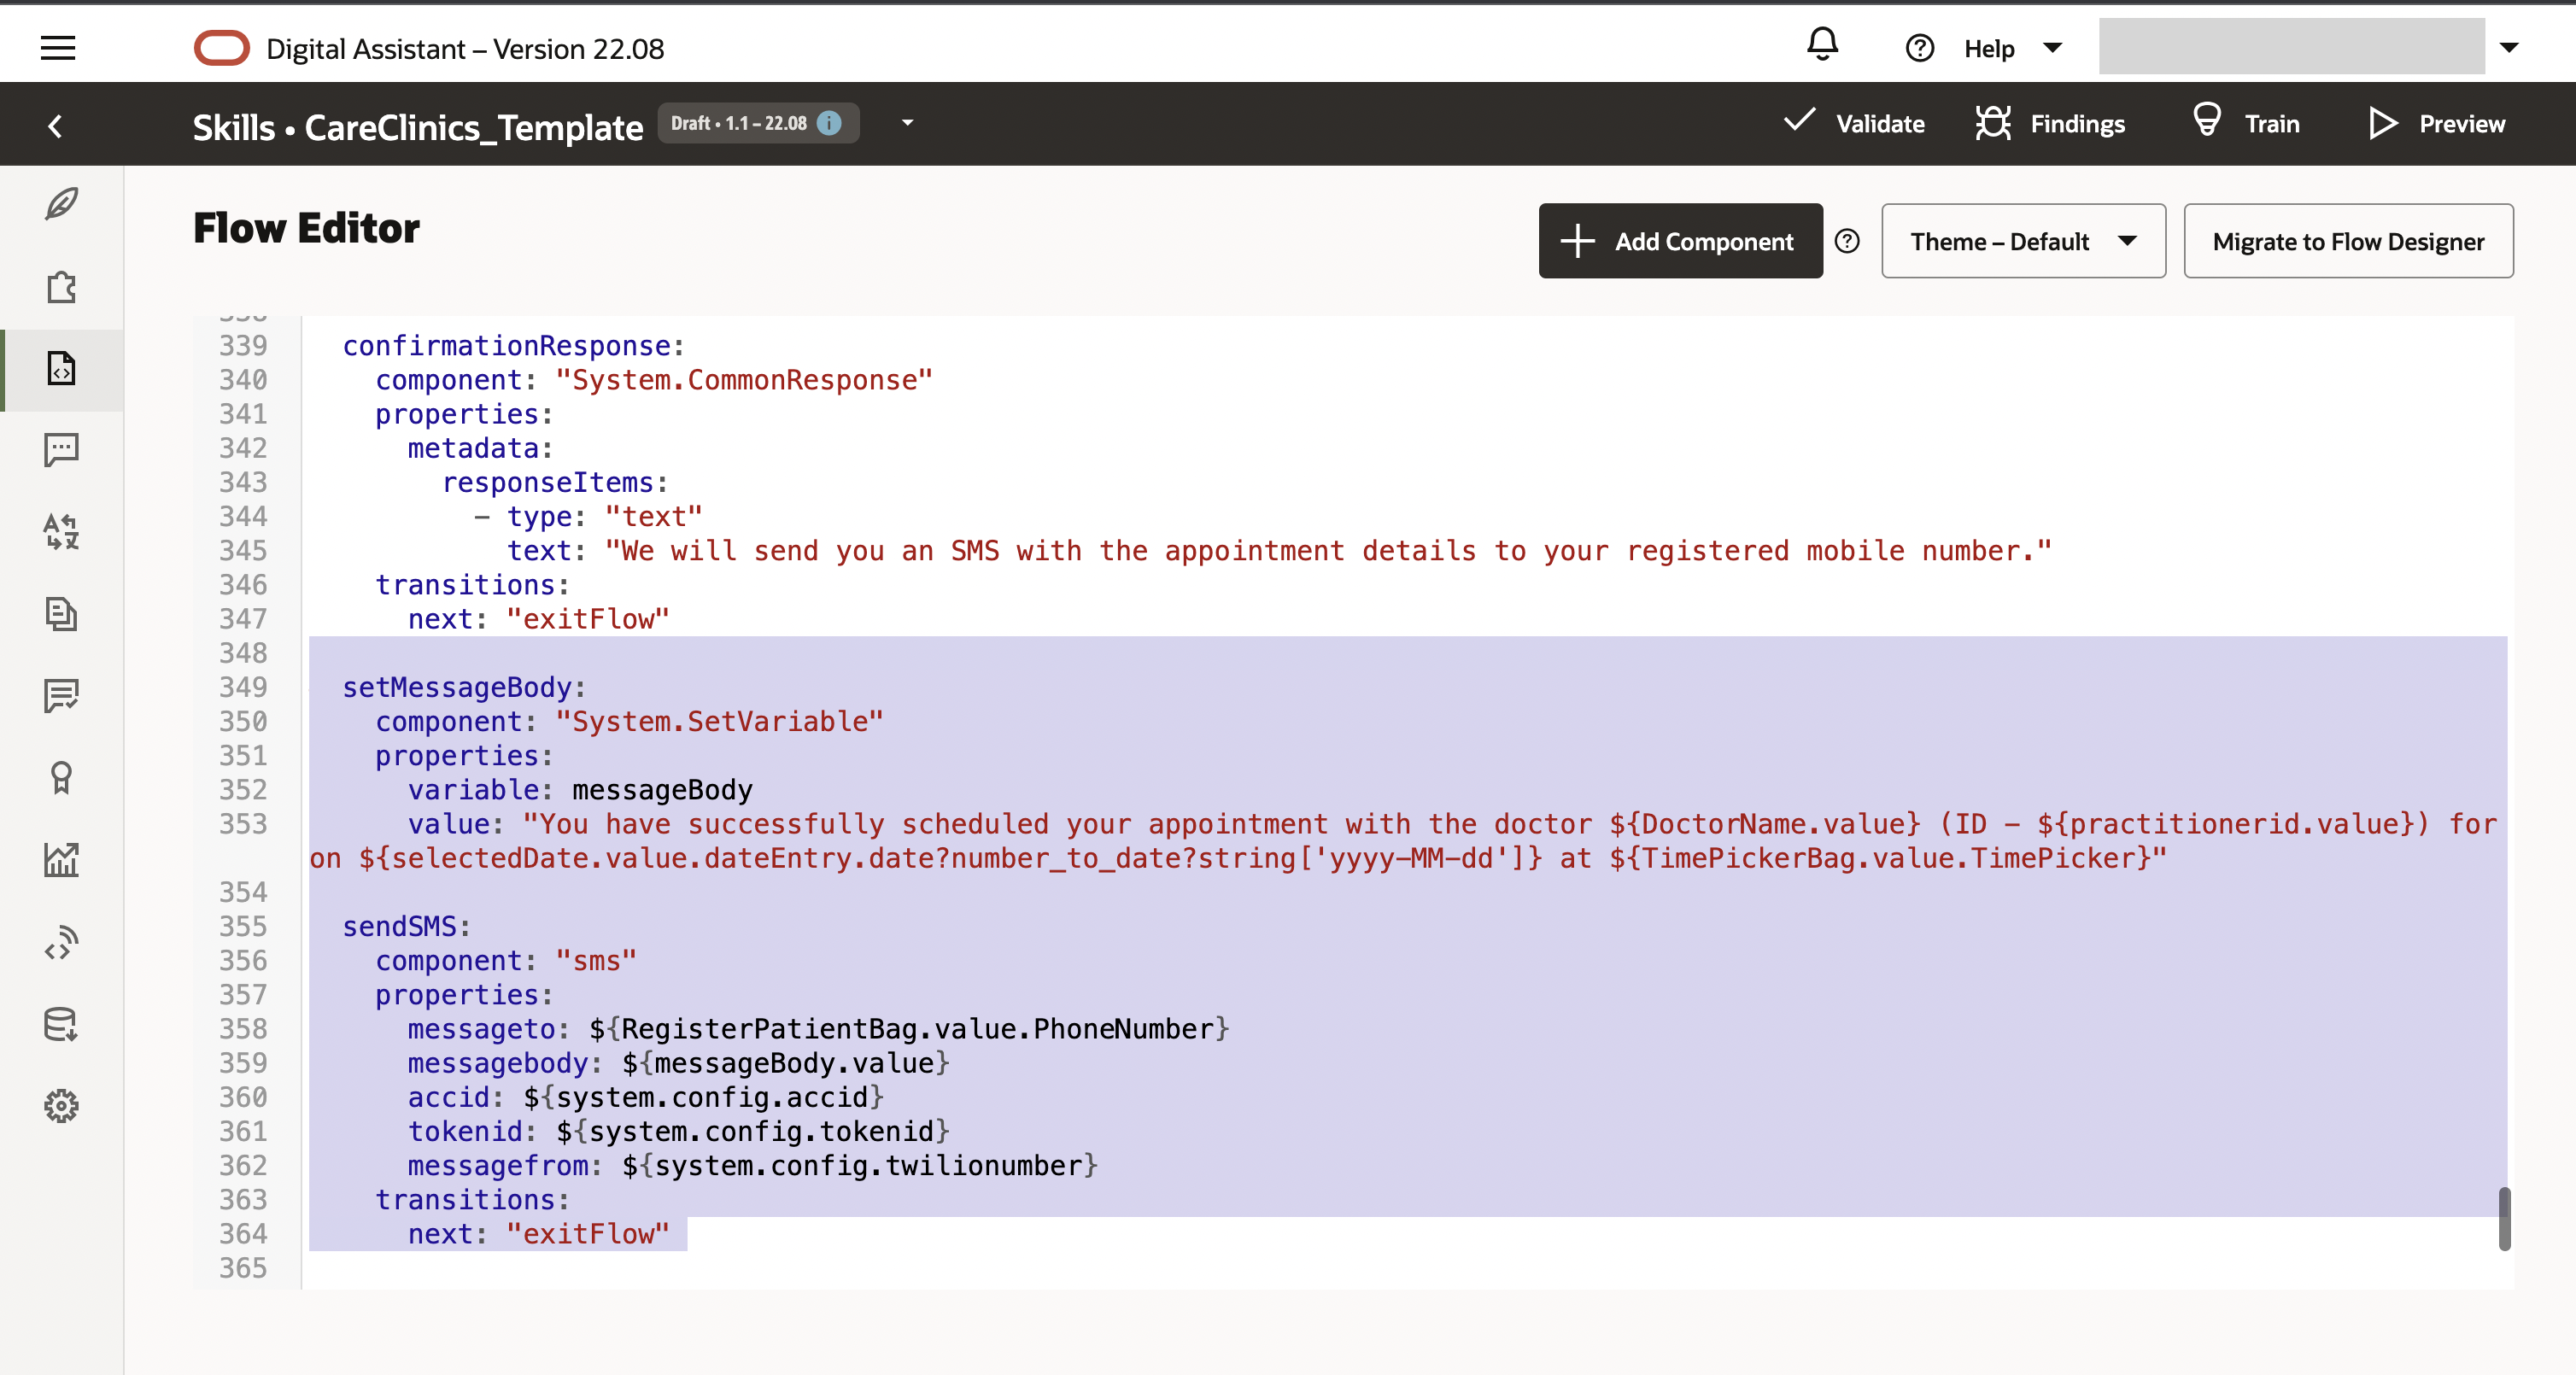 Digital Assistant – Version 22.08
Help
Skills • CareClinics_Template
Draft • 1.1 – 22.08
Validate
Findings
Train
Preview
Flow Editor
Add Component
Theme – Default
Migrate to Flow Designer
338
339 confirmationResponse:
340 component: "System.CommonResponse"
341 properties:
342 metadata:
343 responseItems:
344 - type: "text"
345 text: "We will send you an SMS with the appointment details to your registered mobile number."
346 transitions:
347 next: "exitFlow"
348
349 setMessageBody:
350 component: "System.SetVariable"
351 properties:
352 variable: messageBody
353 value: "You have successfully scheduled your appointment with the doctor ${DoctorName.value} (ID - ${practitionerid.value}) for
on ${selectedDate.value.dateEntry.date?number_to_date?string['yyyy-MM-dd']} at ${TimePickerBag.value.TimePicker}"
354
355 sendSMS:
356 component: "sms"
357 properties:
358 messageto: ${RegisterPatientBag.value.PhoneNumber}
359 messagebody: ${messageBody.value}
360 accid: ${system.config.accid}
361 tokenid: ${system.config.tokenid}
362 messagefrom: ${system.config.twilionumber}
363 transitions:
364 next: "exitFlow"
365